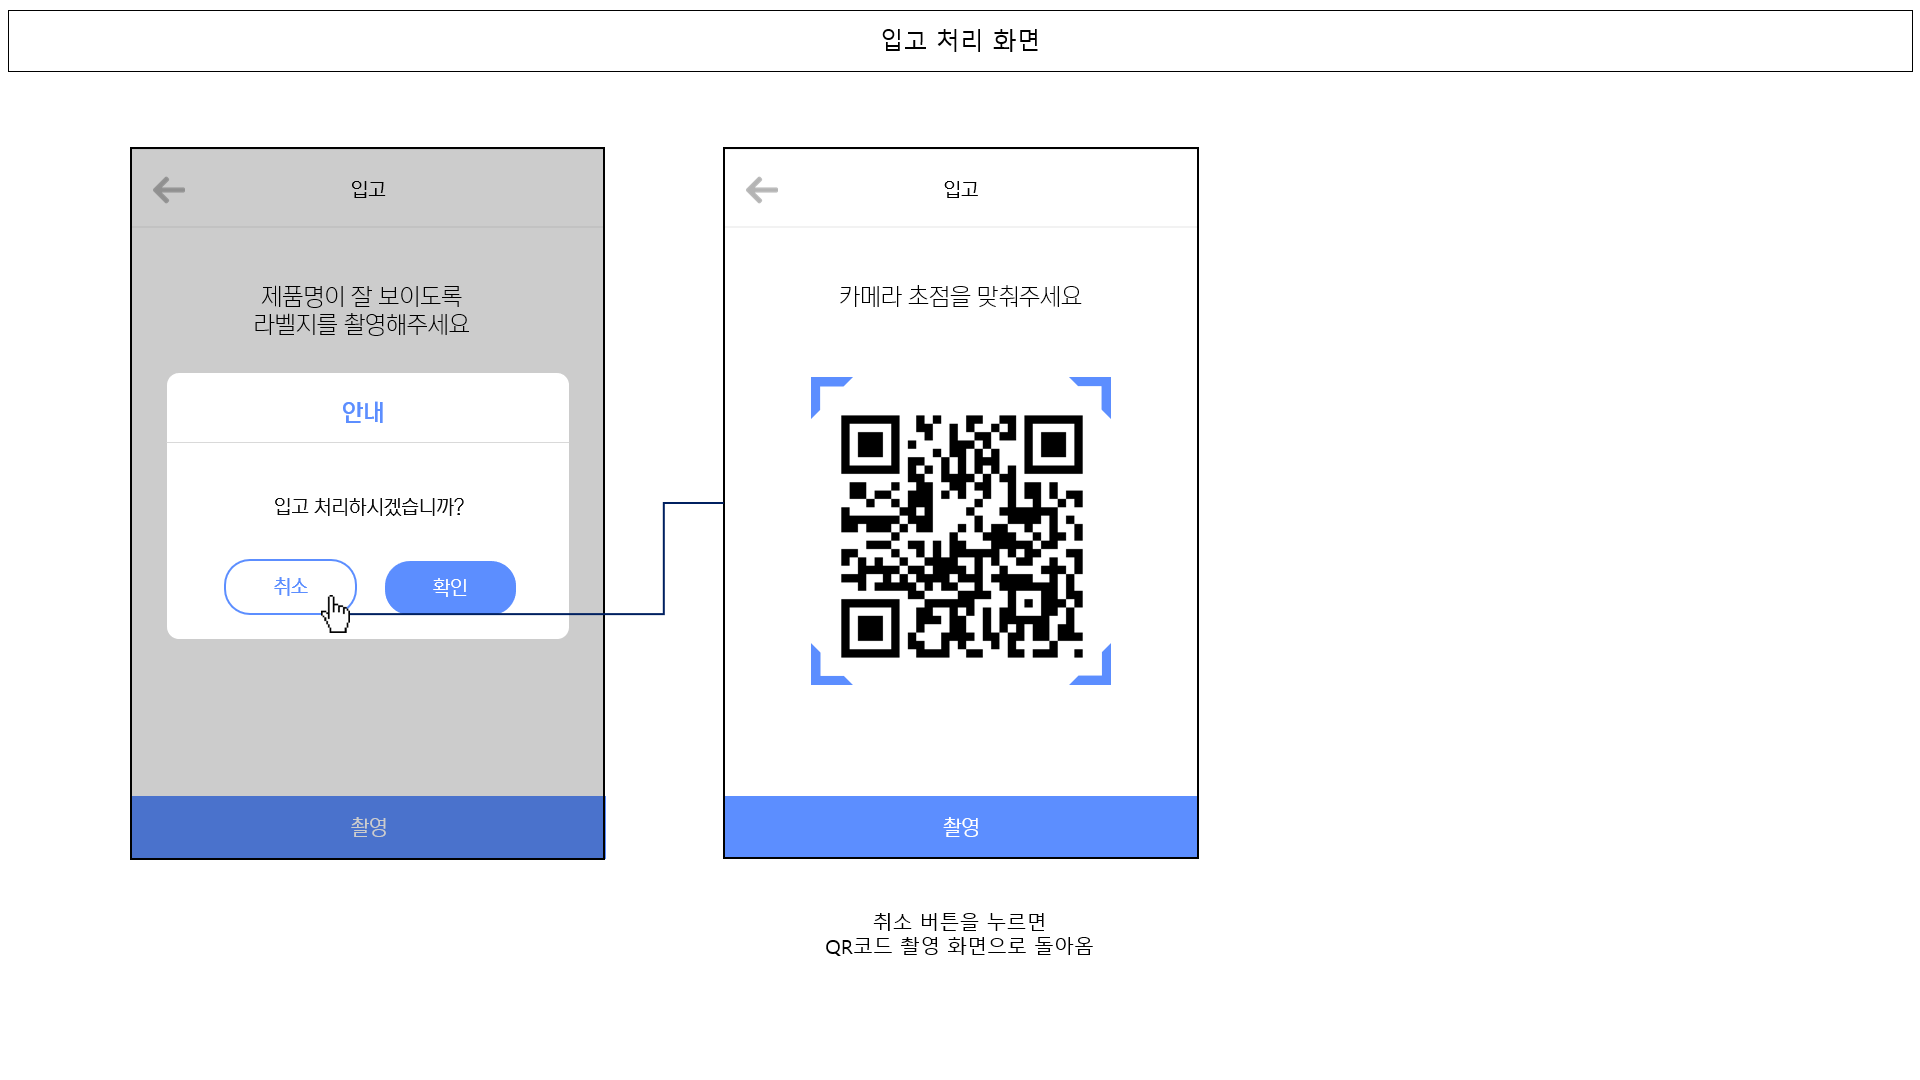 입고 처리 화면
입고
제품명이 잘 보이도록
라벨지를 촬영해주세요
안내
입고 처리하시겠습니까?
취소
확인
촬영
입고
카메라 초점을 맞춰주세요
촬영
취소 버튼을 누르면
QR코드 촬영 화면으로 돌아옴